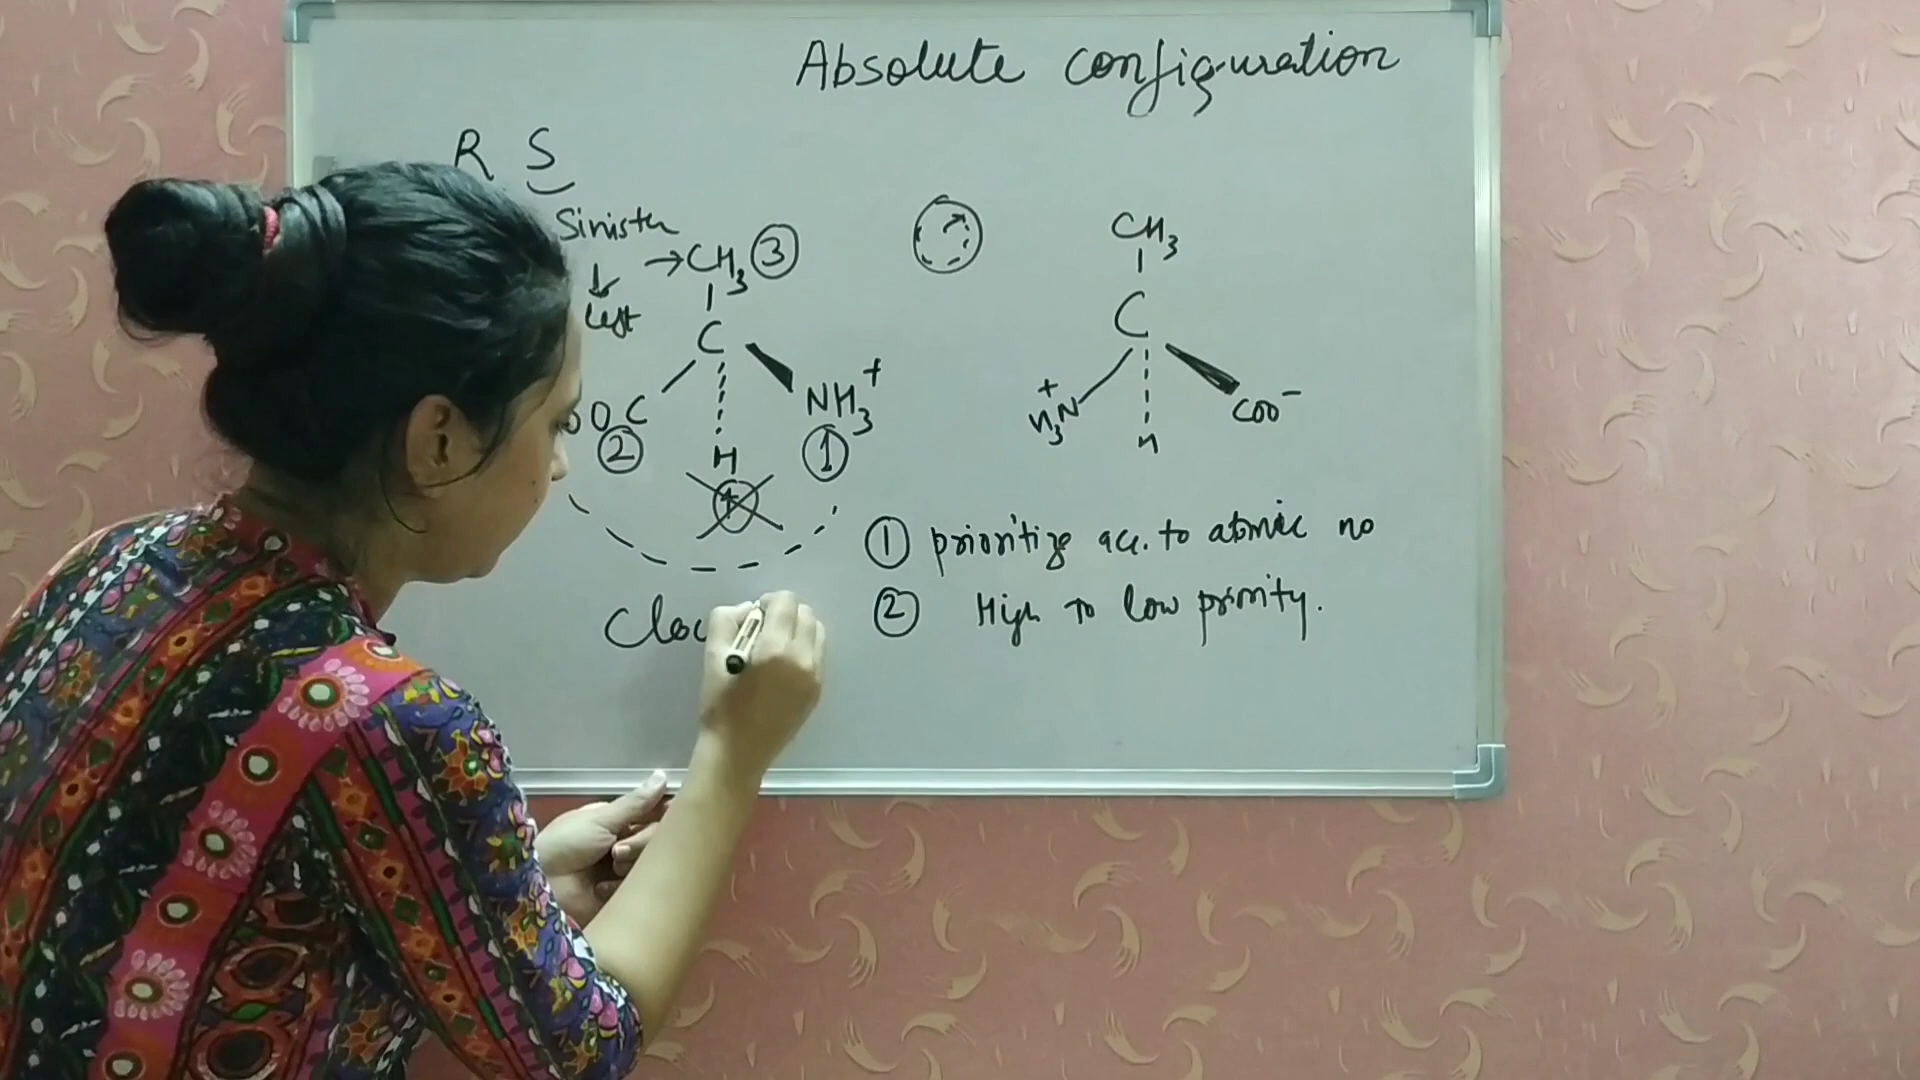 Absolute configuration
R S
Sinister
↓
left
→ CH3 ③
C
OOC NH3+
② ①
H
④
Cloc
CH3
C
+
H3N COO-
H
① prioritize acc. to atomic no
② High to low priority.